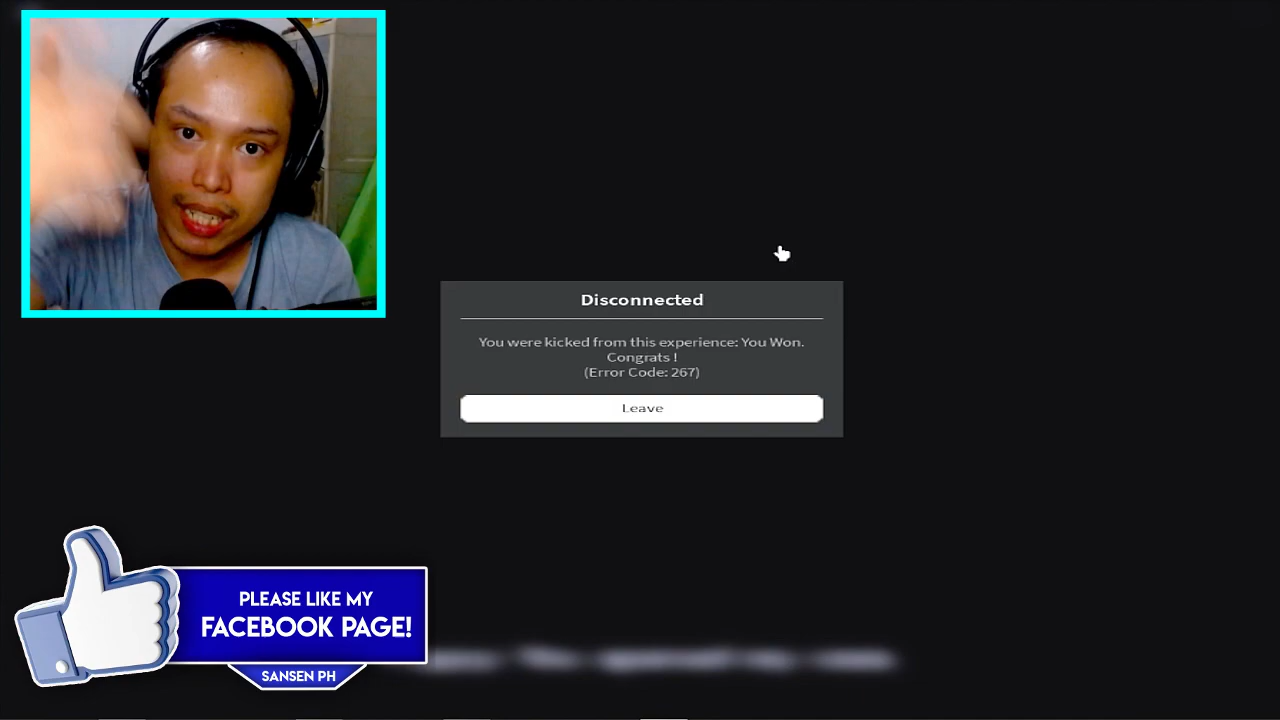 Disconnected
You were kicked from this experience: You Won.
Congrats !
(Error Code: 267)
Leave
PLEASE LIKE MY
FACEBOOK PAGE!
SANSEN PH